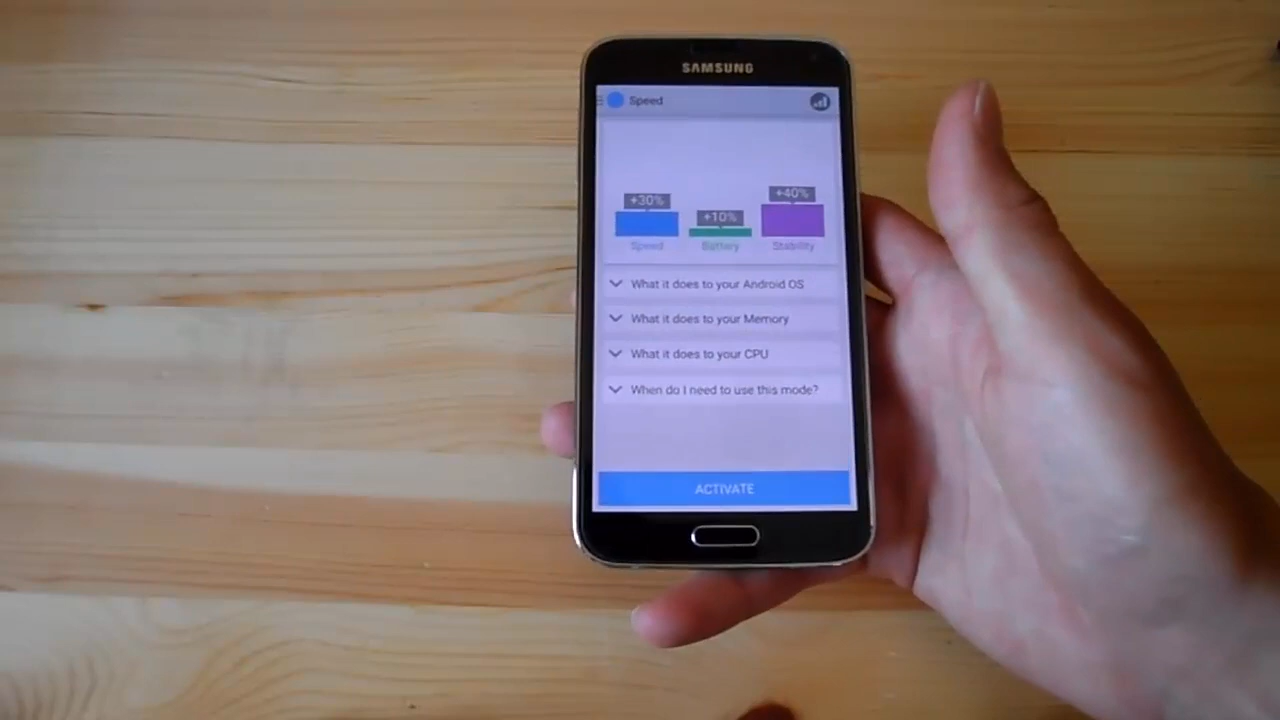 SAMSUNG
Speed
+30%
+10%
+40%
Speed
Battery
Stability
What it does to your Android OS
What it does to your Memory
What it does to your CPU
When do I need to use this mode?
ACTIVATE